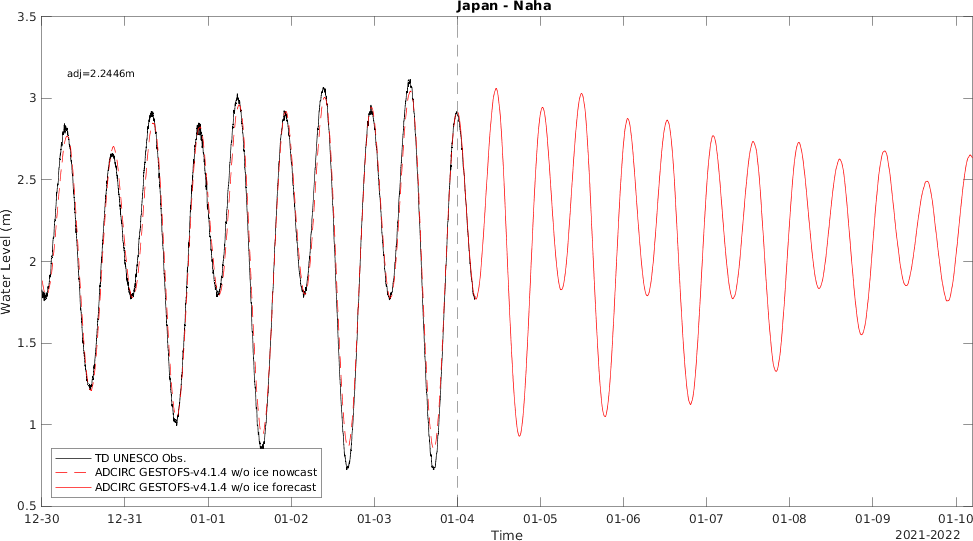 Japan - Naha
3.5
adj=2.2446m
3
2.5
2
1.5
1
0.5
Water Level (m)
TD UNESCO Obs.
ADCIRC GESTOFS-v4.1.4 w/o ice nowcast
ADCIRC GESTOFS-v4.1.4 w/o ice forecast
12-30 12-31 01-01 01-02 01-03 01-04 01-05 01-06 01-07 01-08 01-09 01-10
Time
2021-2022